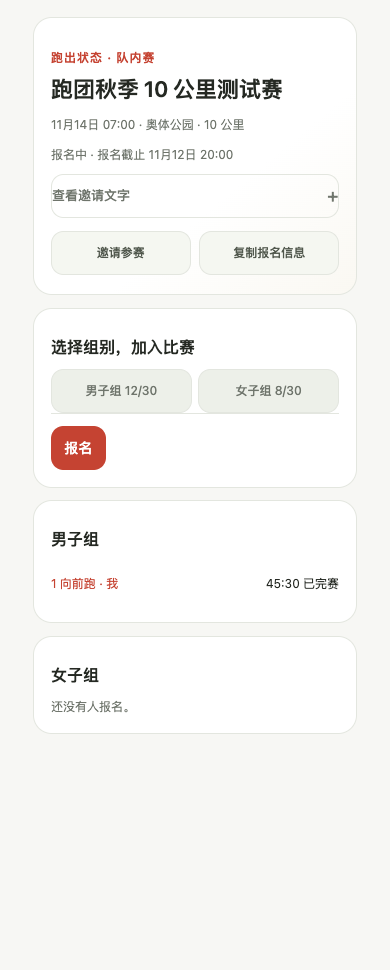 跑出状态 · 队内赛
跑团秋季 10 公里测试赛
11月14日 07:00 · 奥体公园 · 10 公里
报名中 · 报名截止 11月12日 20:00
查看邀请文字 +
邀请参赛 复制报名信息
选择组别，加入比赛
男子组 12/30 女子组 8/30
报名
男子组
1 向前跑 · 我 45:30 已完赛
女子组
还没有人报名。